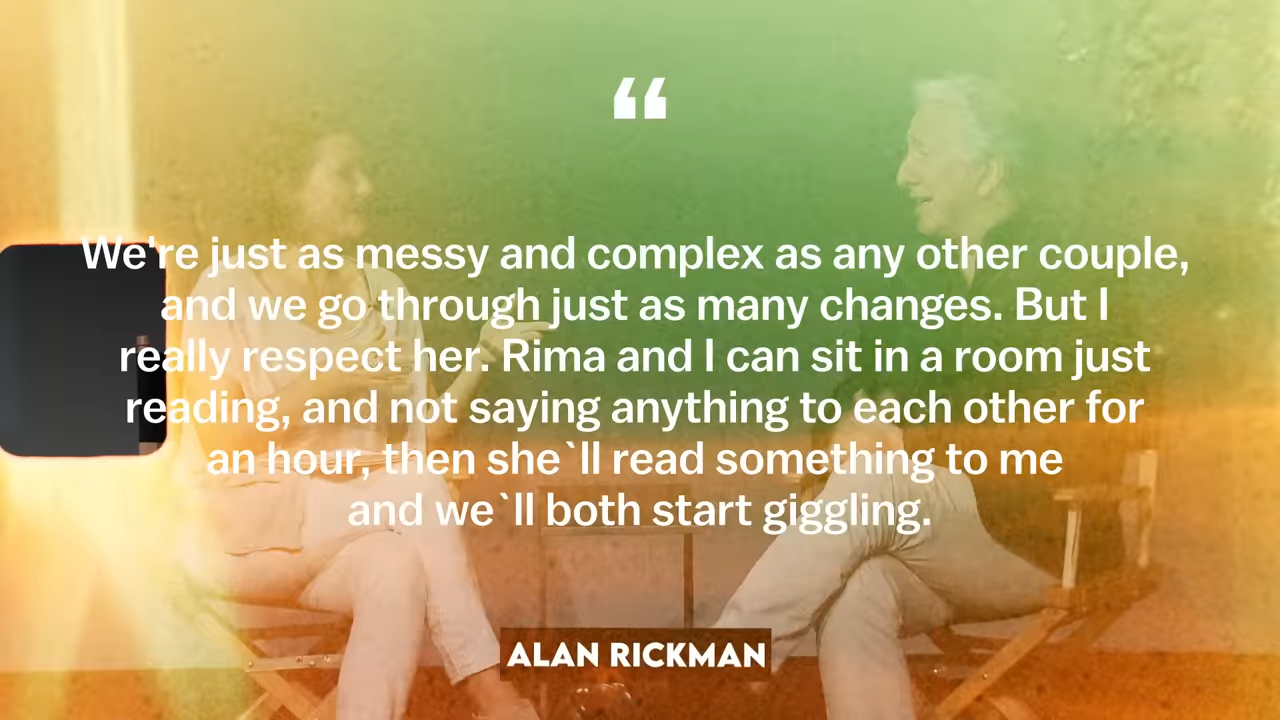 “
We're just as messy and complex as any other couple,
and we go through just as many changes. But I
really respect her. Rima and I can sit in a room just
reading, and not saying anything to each other for
an hour, then she`ll read something to me
and we`ll both start giggling.
ALAN RICKMAN